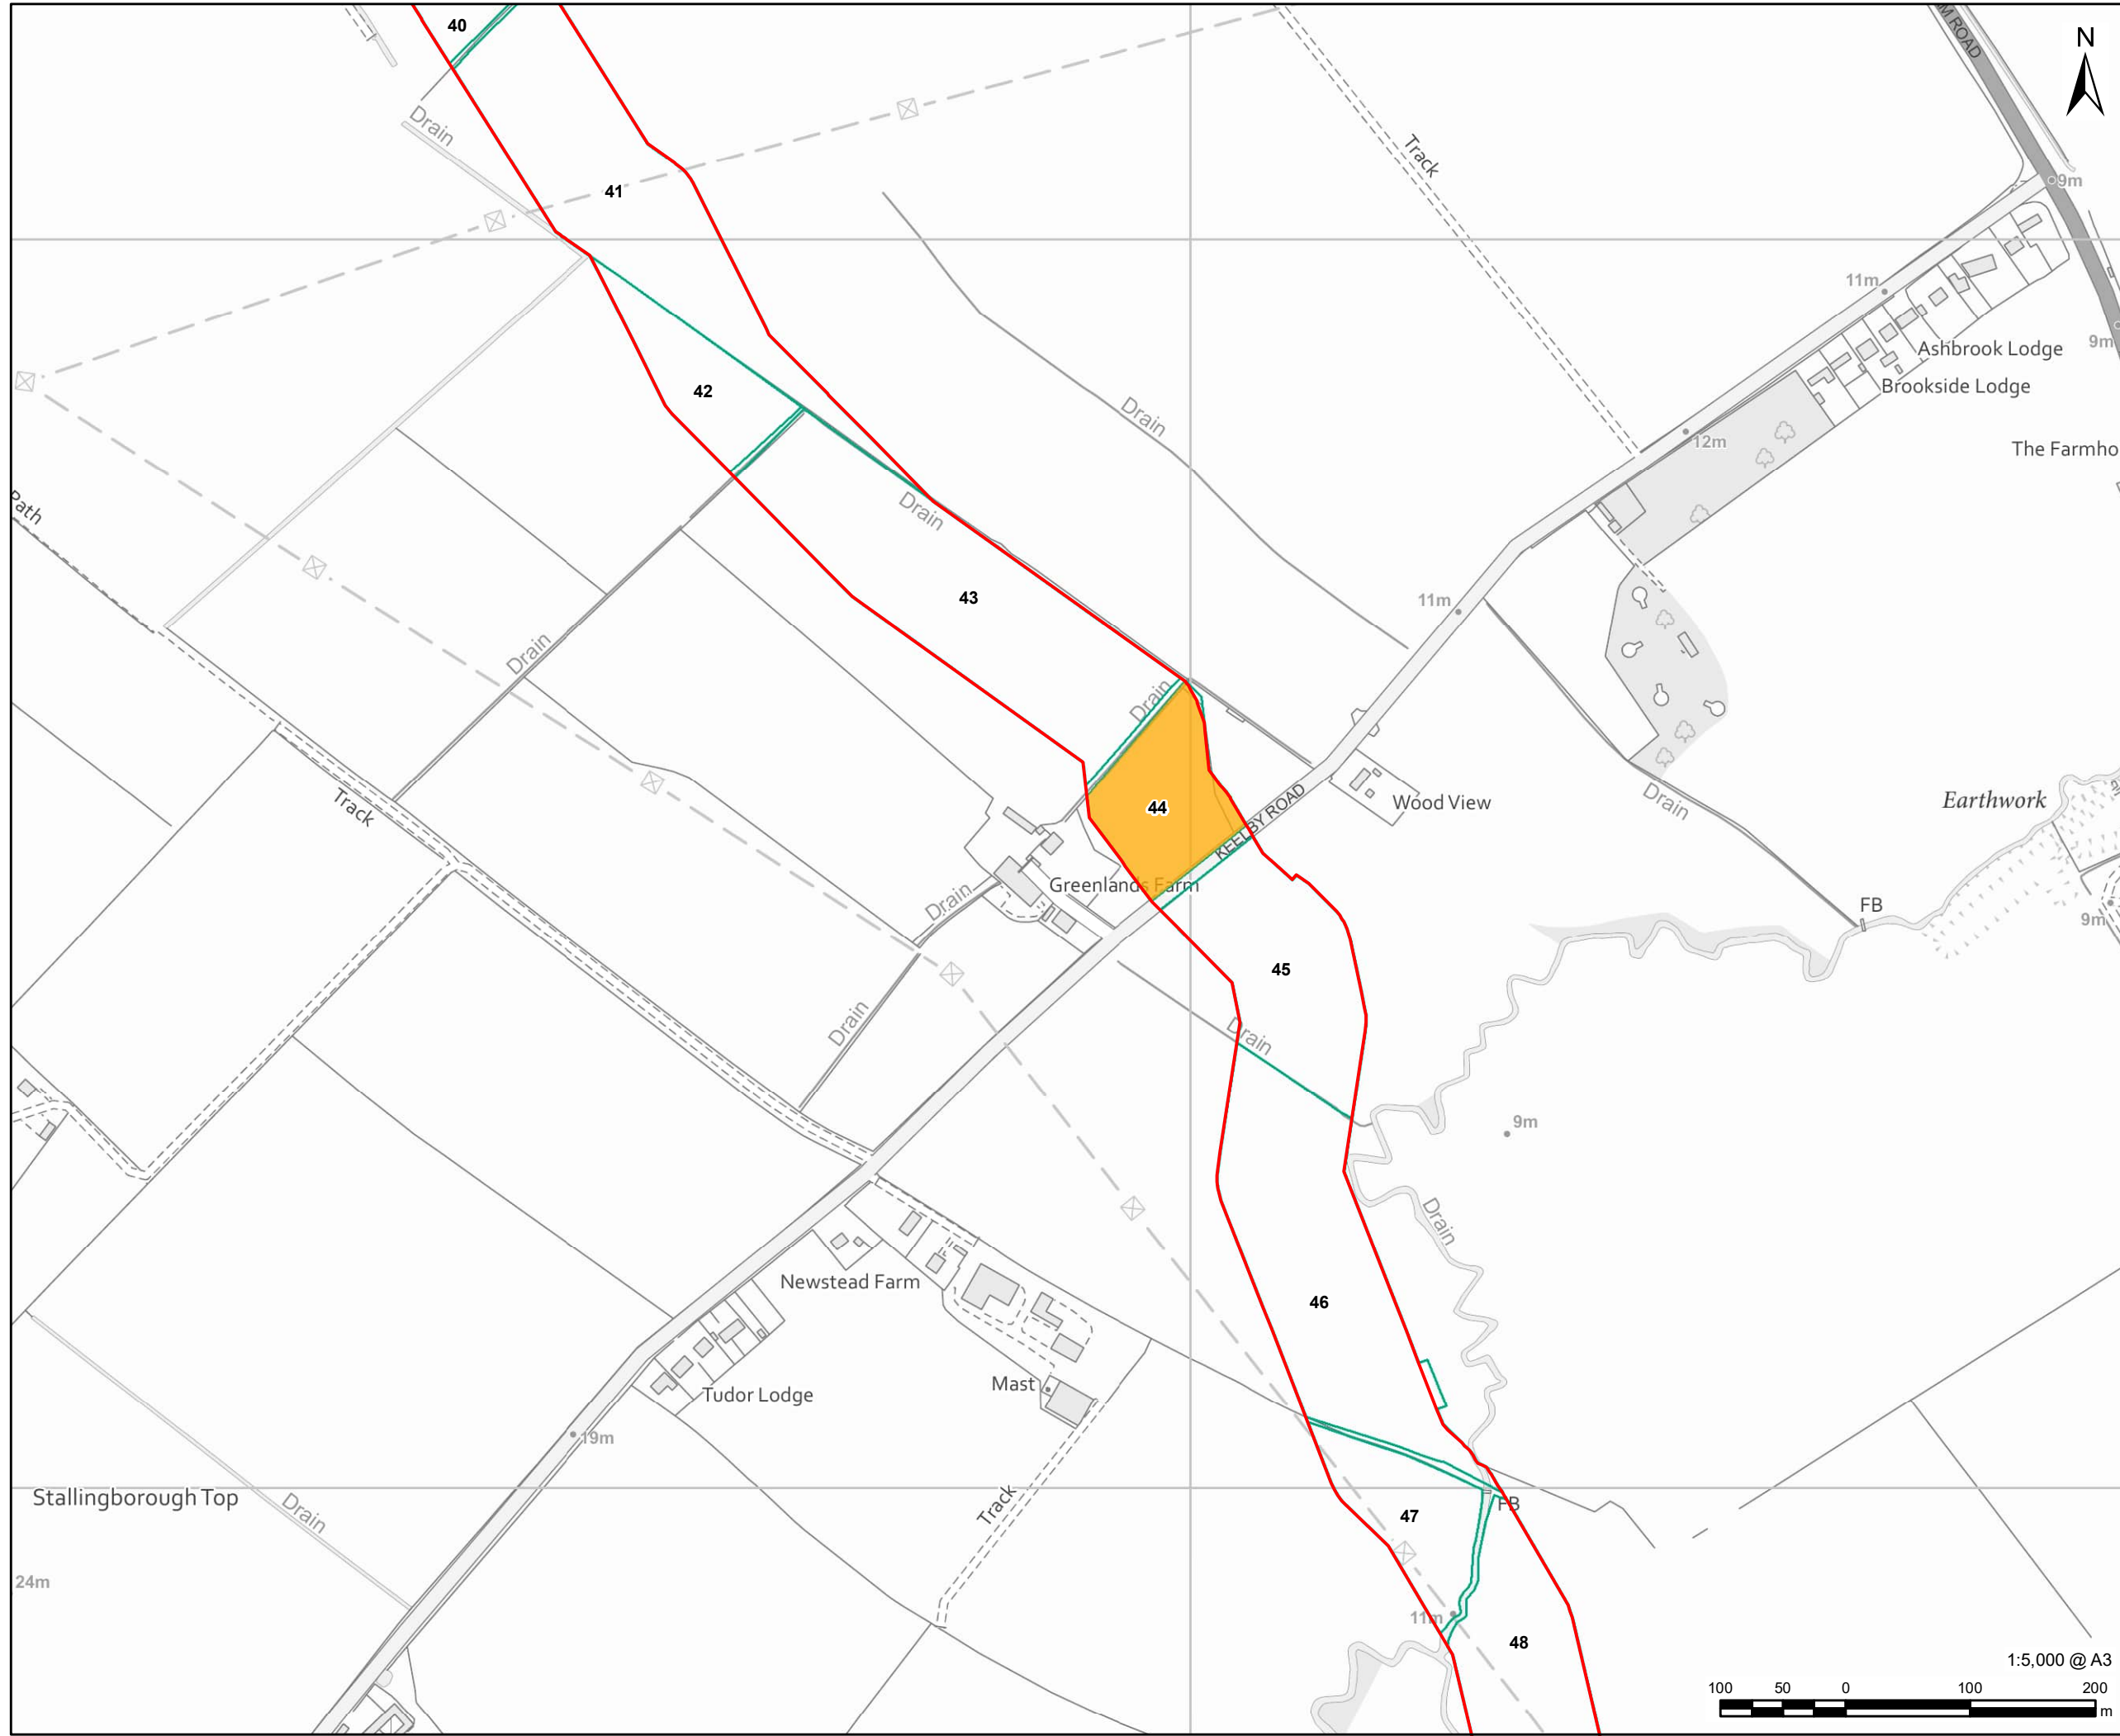 40
M ROAD
N
Drain
Track
41
9m
11m
Ashbrook Lodge
9m
42
Brookside Lodge
Drain
12m
The Farmho
Path
Drain
43
11m
Drain
Drain
Track
44
KEELBY ROAD
Wood View
Drain
Earthwork
Greenlands Farm
Drain
FB
9m
45
Drain
Drain
9m
Drain
Newstead Farm
46
Mast
Tudor Lodge
19m
Stallingborough Top
Drain
Track
FB
47
24m
11m
48
1:5,000 @ A3
100 50 0 100 200
m